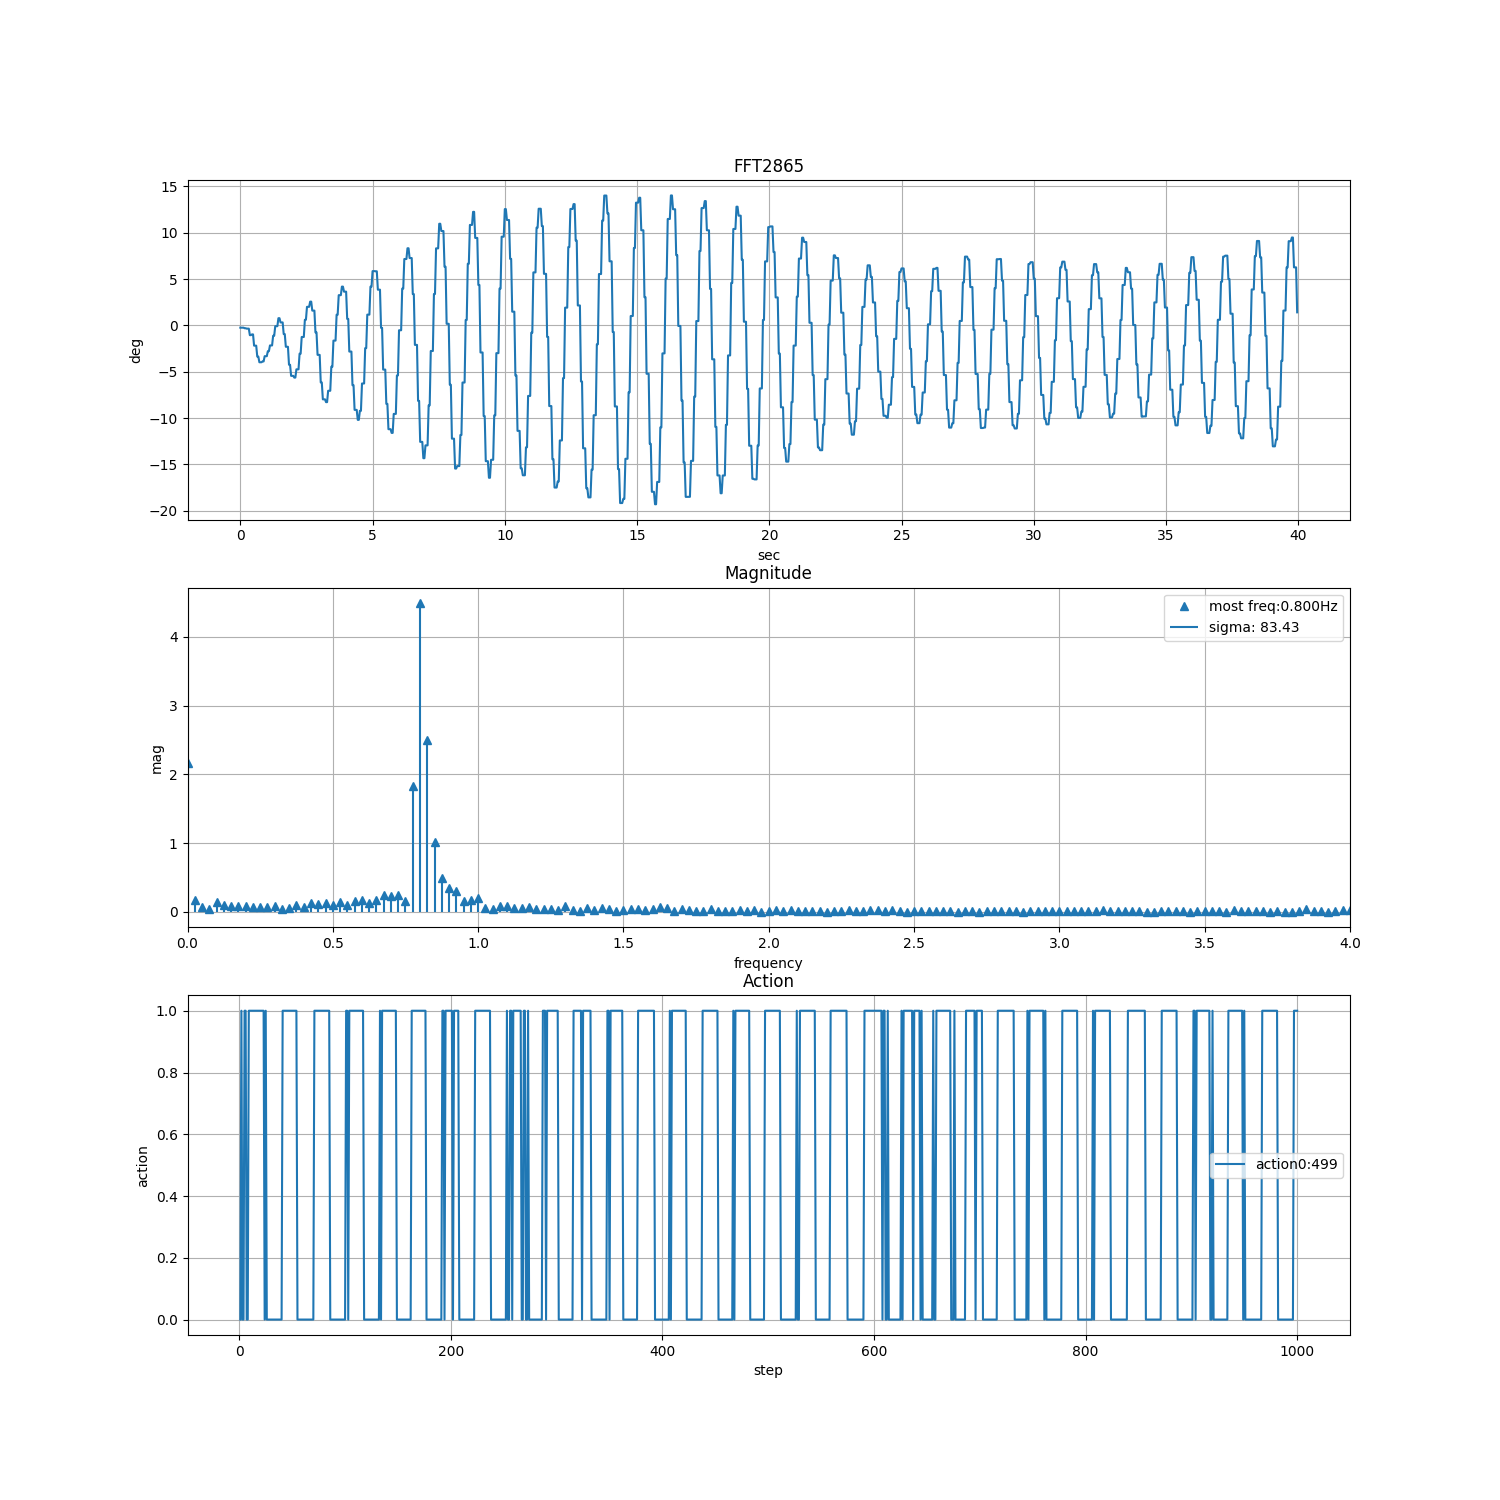 FFT2865
15
10
5
0
−5
−10
−15
−20
deg
0 5 10 15 20 25 30 35 40
sec
Magnitude
most freq:0.800Hz
sigma: 83.43
4
3
2
1
0
mag
0.0 0.5 1.0 1.5 2.0 2.5 3.0 3.5 4.0
frequency
Action
1.0
0.8
0.6
0.4
0.2
0.0
action
action0:499
0 200 400 600 800 1000
step